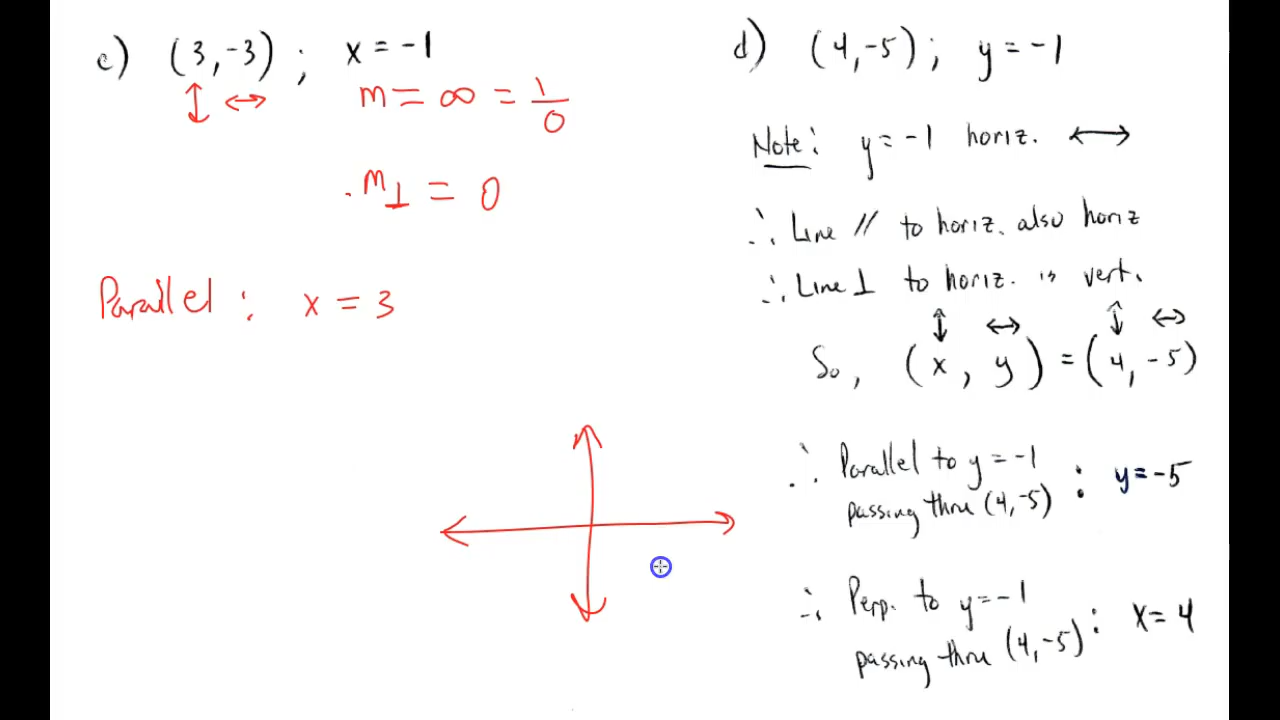 c) (3,-3) ; x = -1
↕ ↔ m = ∞ = 1/0
m⊥ = 0
Parallel : x = 3
d) (4,-5) ; y = -1
Note: y = -1 horiz. ↔
∴ Line // to horiz. also horiz
∴ Line ⊥ to horiz. is vert.
↕ ↔ ↕ ↔
So, (x, y) = (4, -5)
∴ Parallel to y = -1
passing thru (4,-5) : y = -5
∴ Perp. to y = -1
passing thru (4,-5) : x = 4